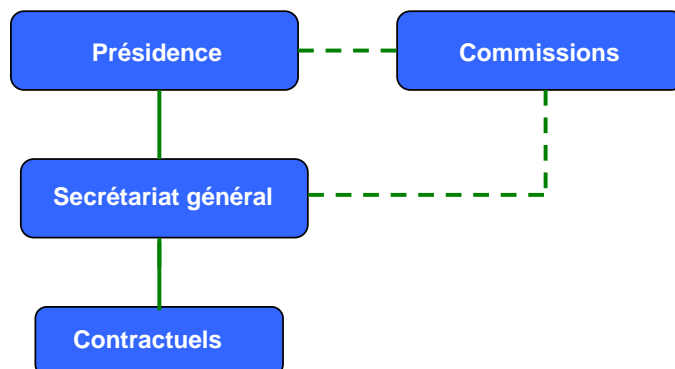 Présidence
Commissions
Secrétariat général
Contractuels